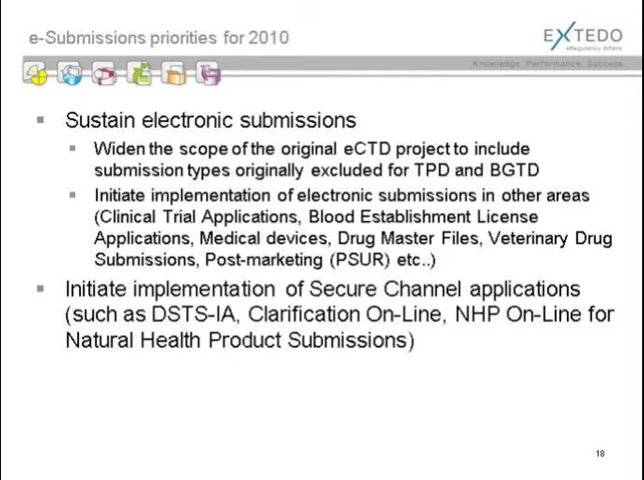 e-Submissions priorities for 2010
EXTEDO
eRegulatory Affairs
Knowledge. Performance. Success.
Sustain electronic submissions
Widen the scope of the original eCTD project to include
submission types originally excluded for TPD and BGTD
Initiate implementation of electronic submissions in other areas
(Clinical Trial Applications, Blood Establishment License
Applications, Medical devices, Drug Master Files, Veterinary Drug
Submissions, Post-marketing (PSUR) etc..)
Initiate implementation of Secure Channel applications
(such as DSTS-IA, Clarification On-Line, NHP On-Line for
Natural Health Product Submissions)
18